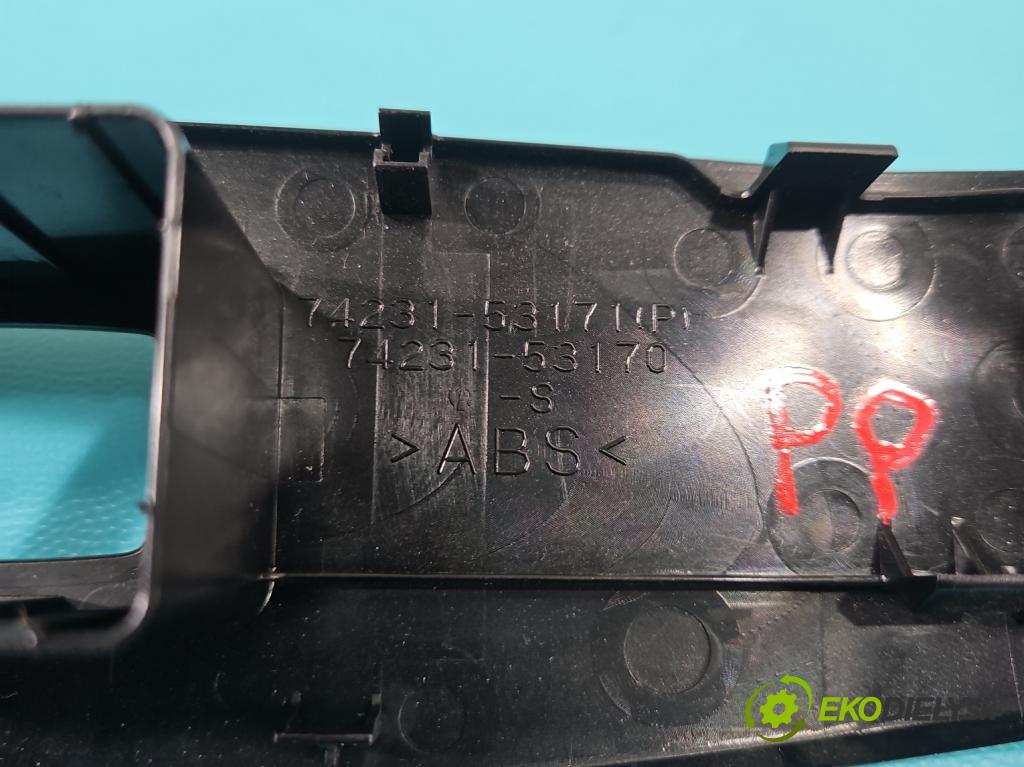 74231-53171(P)
74231-53170
-S
>ABS<
PP
EKODIELY